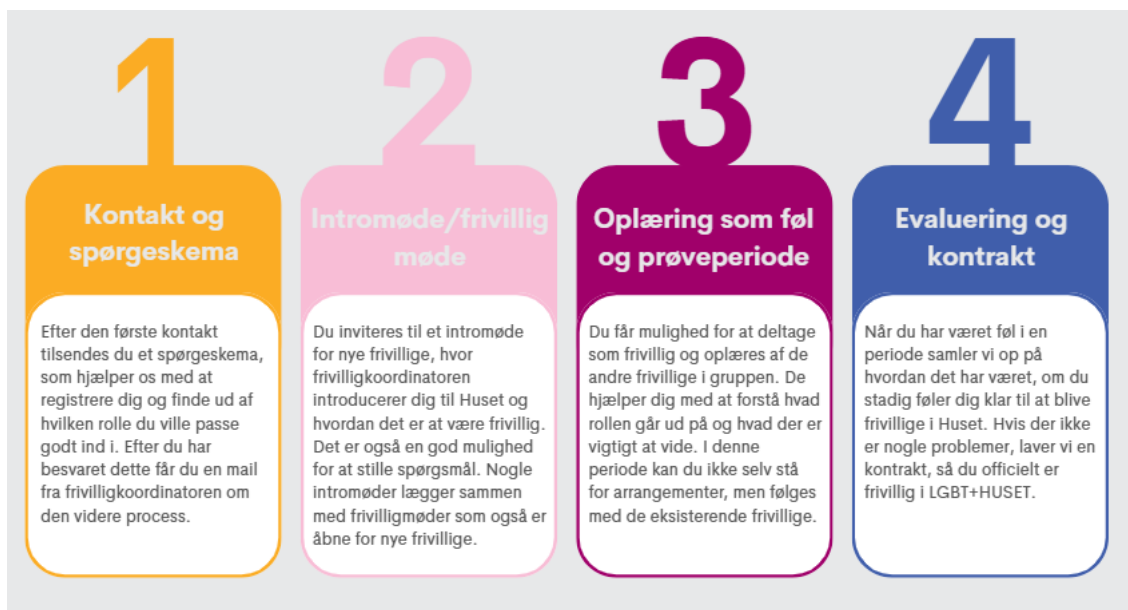 1
Kontakt og
spørgeskema
Efter den første kontakt
tilsendes du et spørgeskema,
som hjælper os med at
registrere dig og finde ud af
hvilken rolle du ville passe
godt ind i. Efter du har
besvaret dette får du en mail
fra frivilligkoordinatoren om
den videre process.
2
Intromøde/frivillig
møde
Du inviteres til et intromøde
for nye frivillige, hvor
frivilligkoordinatoren
introducerer dig til Huset og
hvordan det er at være frivillig.
Det er også en god mulighed
for at stille spørgsmål. Nogle
intromøder lægger sammen
med frivilligmøder som også er
åbne for nye frivillige.
3
Oplæring som føl
og prøveperiode
Du får mulighed for at deltage
som frivillig og oplæres af de
andre frivillige i gruppen. De
hjælper dig med at forstå hvad
rollen går ud på og hvad der er
vigtigt at vide. I denne
periode kan du ikke selv stå
for arrangementer, men følges
med de eksisterende frivillige.
4
Evaluering og
kontrakt
Når du har været føl i en
periode samler vi op på
hvordan det har været, om du
stadig føler dig klar til at blive
frivillige i Huset. Hvis der ikke
er nogle problemer, laver vi en
kontrakt, så du officielt er
frivillig i LGBT+HUSET.